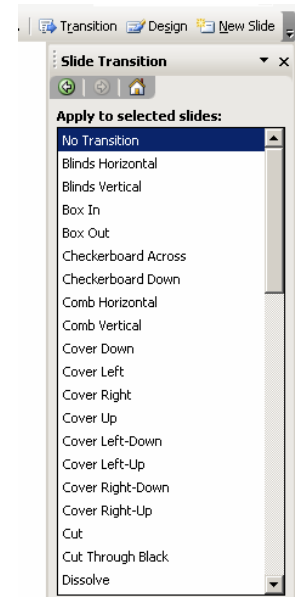 Transition Design New Slide
Slide Transition
Apply to selected slides:
No Transition
Blinds Horizontal
Blinds Vertical
Box In
Box Out
Checkerboard Across
Checkerboard Down
Comb Horizontal
Comb Vertical
Cover Down
Cover Left
Cover Right
Cover Up
Cover Left-Down
Cover Left-Up
Cover Right-Down
Cover Right-Up
Cut
Cut Through Black
Dissolve